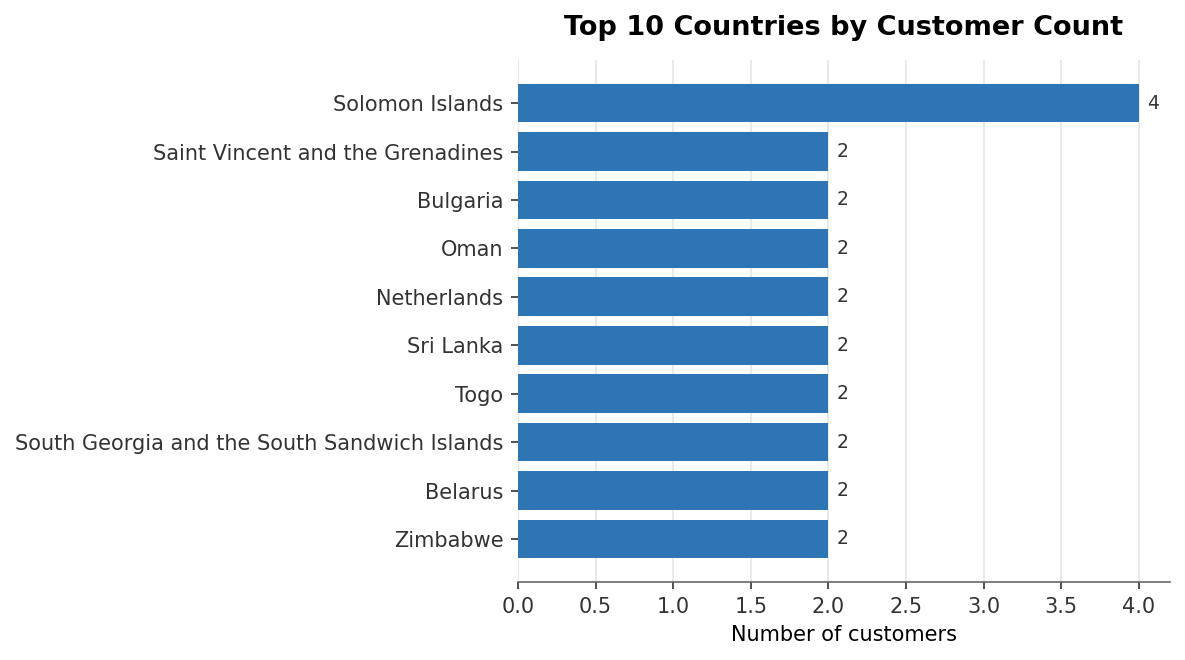 Top 10 Countries by Customer Count
Solomon Islands 4
Saint Vincent and the Grenadines 2
Bulgaria 2
Oman 2
Netherlands 2
Sri Lanka 2
Togo 2
South Georgia and the South Sandwich Islands 2
Belarus 2
Zimbabwe 2
0.0 0.5 1.0 1.5 2.0 2.5 3.0 3.5 4.0
Number of customers